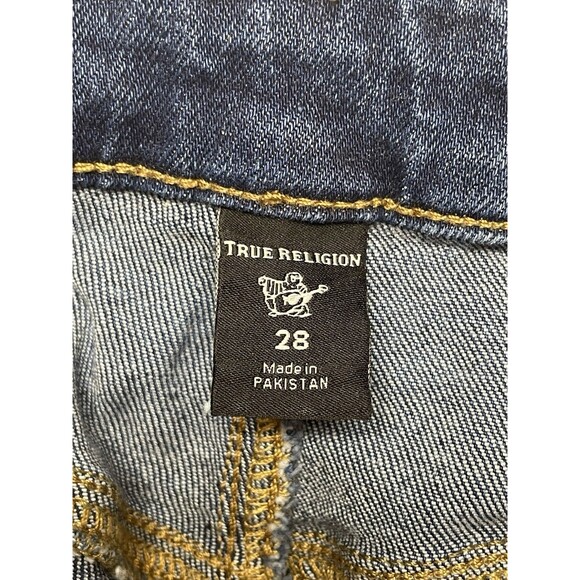 TRUE RELIGION
28
Made in
PAKISTAN